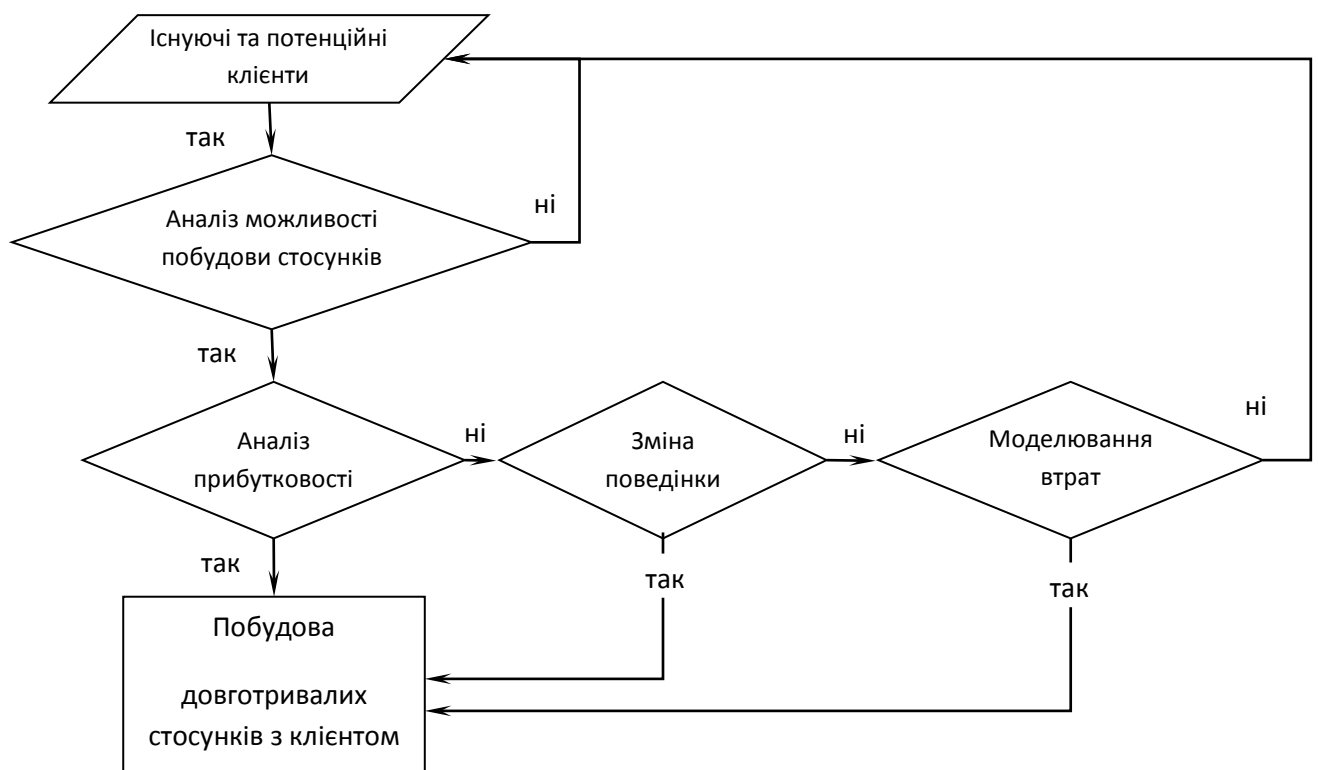 Існуючі та потенційні
клієнти
так
Аналіз можливості
побудови стосунків
ні
так
Аналіз
прибутковості
ні
Зміна
поведінки
ні
Моделювання
втрат
ні
так
так
так
Побудова
довготривалих
стосунків з клієнтом